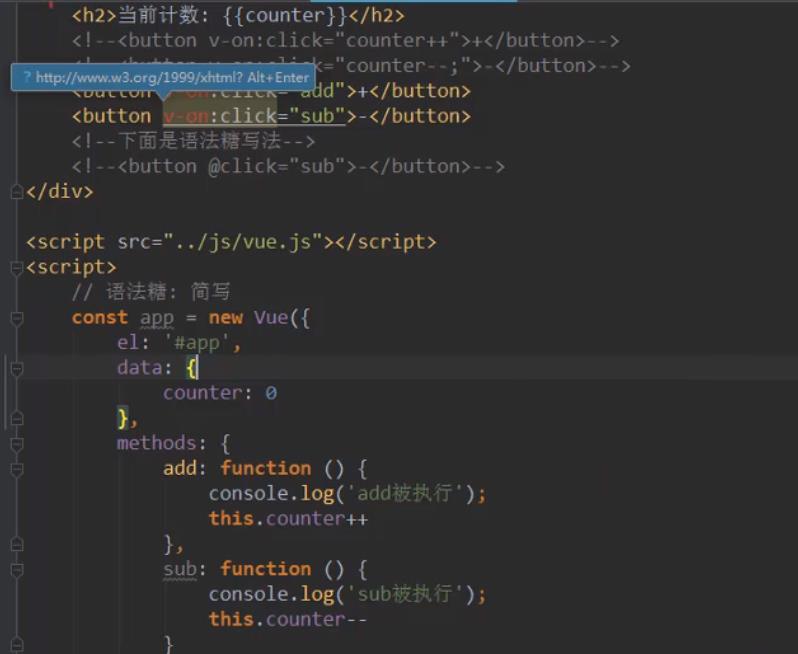 <h2>当前计数: {{counter}}</h2>
<!--<button v-on:click="counter++">+</button>-->
"counter--;">-</button>-->
? http://www.w3.org/1999/xhtml? Alt+Enter
<button v-on:click="add">+</button>
<button v-on:click="sub">-</button>
<!--下面是语法糖写法-->
<!--<button @click="sub">-</button>-->
</div>
<script src="../js/vue.js"></script>
<script>
// 语法糖: 简写
const app = new Vue({
el: '#app',
data: {
counter: 0
},
methods: {
add: function () {
console.log('add被执行');
this.counter++
},
sub: function () {
console.log('sub被执行');
this.counter--
}